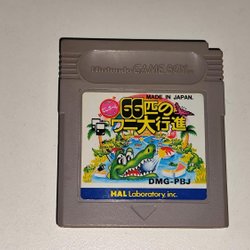 Nintendo GAME BOY
MADE IN JAPAN.
66匹の
ワニ大行進
DMG-PBJ
HAL Laboratory, inc.